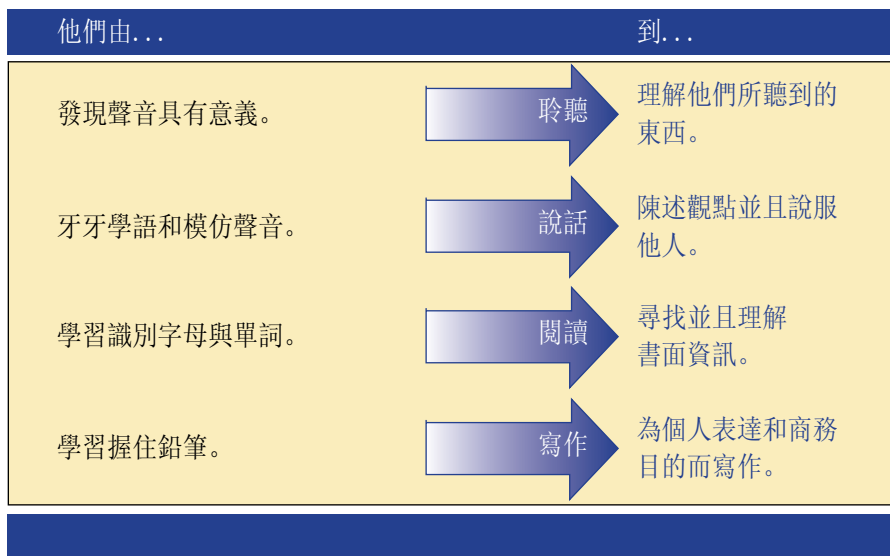 他們由... 到...
發現聲音具有意義。 聆聽 理解他們所聽到的
東西。
牙牙學語和模仿聲音。 說話 陳述觀點並且說服
他人。
學習識別字母與單詞。 閱讀 尋找並且理解
書面資訊。
學習握住鉛筆。 寫作 為個人表達和商務
目的而寫作。